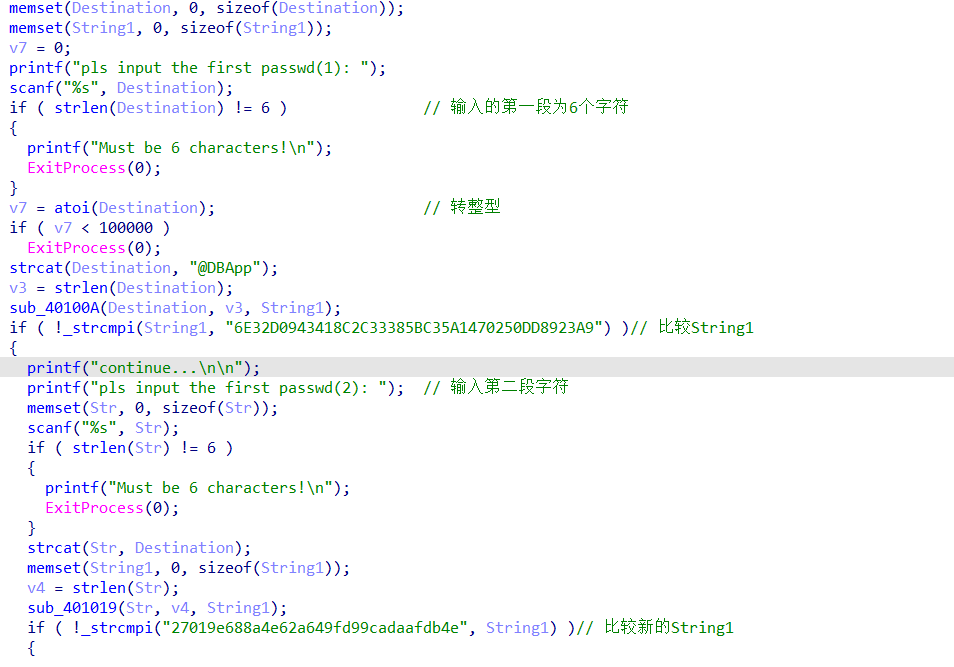 memset(Destination, 0, sizeof(Destination));
memset(String1, 0, sizeof(String1));
v7 = 0;
printf("pls input the first passwd(1): ");
scanf("%s", Destination);
if ( strlen(Destination) != 6 ) // 输入的第一段为6个字符
{
printf("Must be 6 characters!\n");
ExitProcess(0);
}
v7 = atoi(Destination); // 转整型
if ( v7 < 100000 )
ExitProcess(0);
strcat(Destination, "@DBApp");
v3 = strlen(Destination);
sub_40100A(Destination, v3, String1);
if ( !_strcmpi(String1, "6E32D0943418C2C33385BC35A1470250DD8923A9") )// 比较String1
{
printf("continue...\n\n");
printf("pls input the first passwd(2): "); // 输入第二段字符
memset(Str, 0, sizeof(Str));
scanf("%s", Str);
if ( strlen(Str) != 6 )
{
printf("Must be 6 characters!\n");
ExitProcess(0);
}
strcat(Str, Destination);
memset(String1, 0, sizeof(String1));
v4 = strlen(Str);
sub_401019(Str, v4, String1);
if ( !_strcmpi("27019e688a4e62a649fd99cadaafdb4e", String1) )// 比较新的String1
{